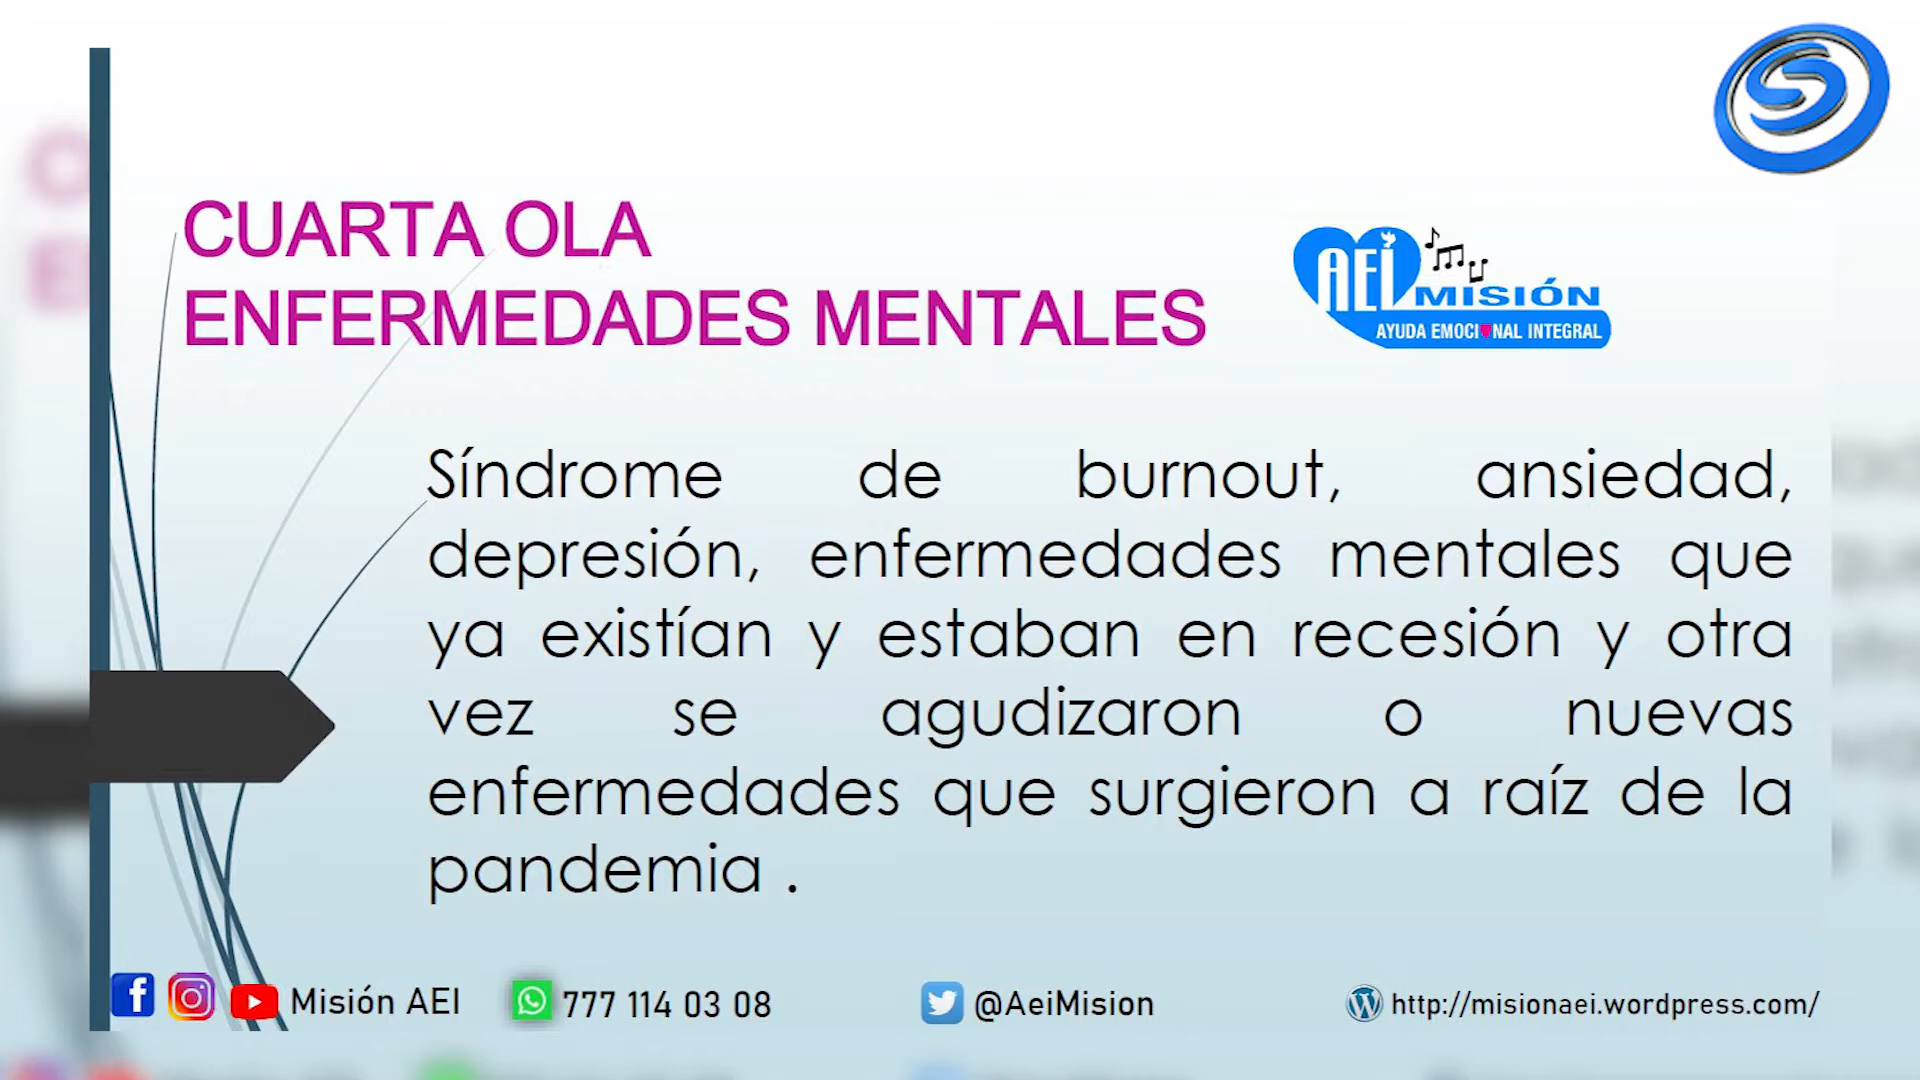 CUARTA OLA
ENFERMEDADES MENTALES
AEI
MISIÓN
AYUDA EMOCIONAL INTEGRAL
Síndrome de burnout, ansiedad,
depresión, enfermedades mentales que
ya existían y estaban en recesión y otra
vez se agudizaron o nuevas
enfermedades que surgieron a raíz de la
pandemia .
Misión AEI
777 114 03 08
@AeiMision
http://misionaei.wordpress.com/